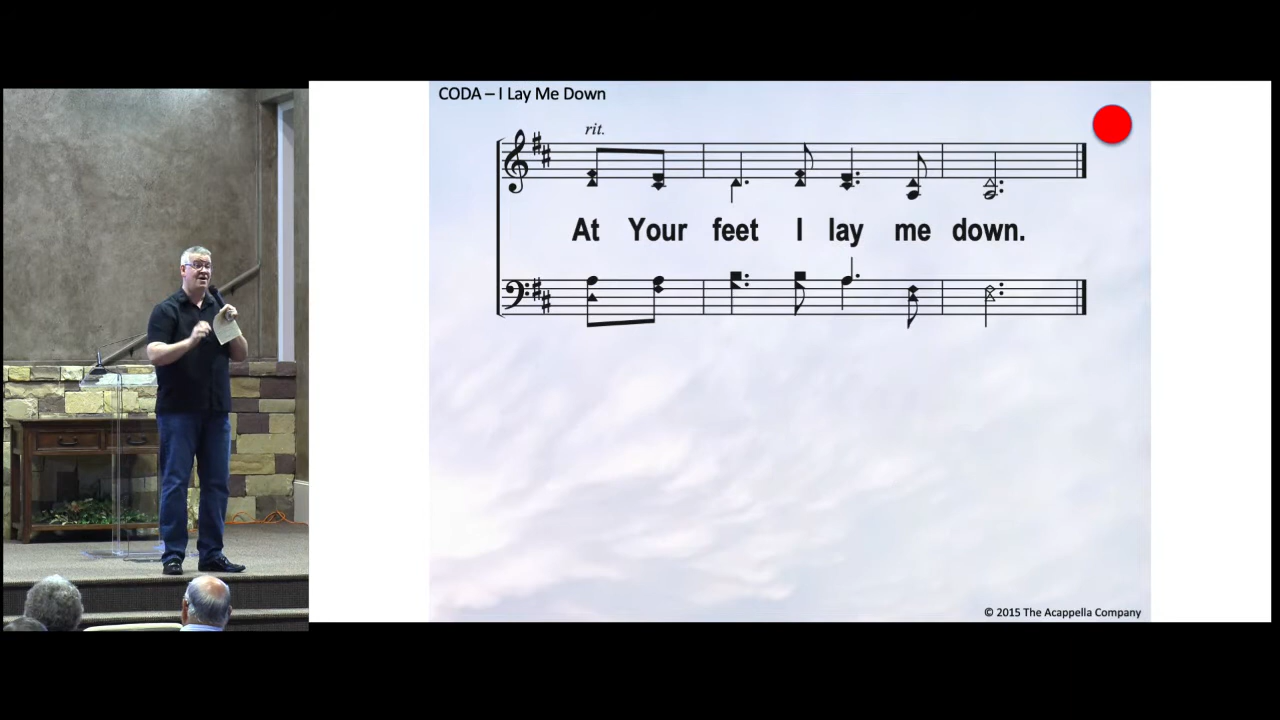 CODA – I Lay Me Down
rit.
At Your feet I lay me down.
© 2015 The Acappella Company